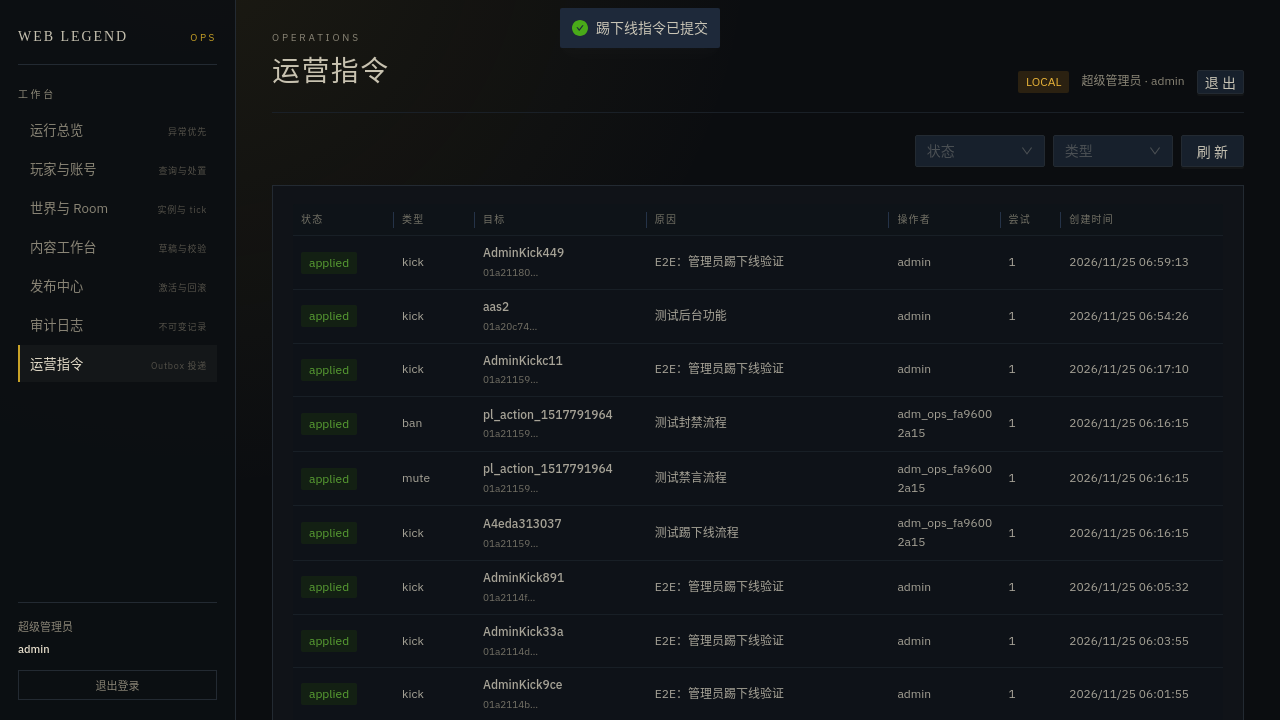 WEB LEGEND OPS
工作台
运行总览 异常优先
玩家与账号 查询与处置
世界与 Room 实例与 tick
内容工作台 草稿与校验
发布中心 激活与回滚
审计日志 不可变记录
运营指令 Outbox 投递
超级管理员
admin
退出登录
踢下线指令已提交
OPERATIONS
运营指令
LOCAL 超级管理员 · admin 退出
状态 类型 刷新
状态 类型 目标 原因 操作者 尝试 创建时间
applied kick AdminKick449 E2E：管理员踢下线验证 admin 1 2026/11/25 06:59:13
01a21180...
applied kick aas2 测试后台功能 admin 1 2026/11/25 06:54:26
01a20c74...
applied kick AdminKickc11 E2E：管理员踢下线验证 admin 1 2026/11/25 06:17:10
01a21159...
applied ban pl_action_1517791964 测试封禁流程 adm_ops_fa9600 1 2026/11/25 06:16:15
01a21159... 2a15
applied mute pl_action_1517791964 测试禁言流程 adm_ops_fa9600 1 2026/11/25 06:16:15
01a21159... 2a15
applied kick A4eda313037 测试踢下线流程 adm_ops_fa9600 1 2026/11/25 06:16:15
01a21159... 2a15
applied kick AdminKick891 E2E：管理员踢下线验证 admin 1 2026/11/25 06:05:32
01a2114f...
applied kick AdminKick33a E2E：管理员踢下线验证 admin 1 2026/11/25 06:03:55
01a2114d...
applied kick AdminKick9ce E2E：管理员踢下线验证 admin 1 2026/11/25 06:01:55
01a2114b...